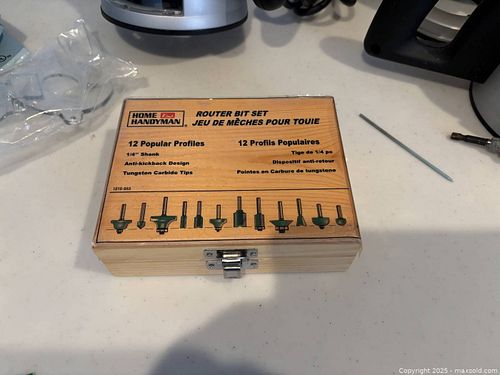 HOME HANDYMAN
ROUTER BIT SET
JEU DE MÈCHES POUR TOUIE
12 Popular Profiles
1/4" Shank
Anti-kickback Design
Tungsten Carbide Tips
12 Profils Populaires
Tige de 1/4 po
Dispositif anti-retour
Pointes en Carbure de tungstene
Copyright 2025 - maxsold.com